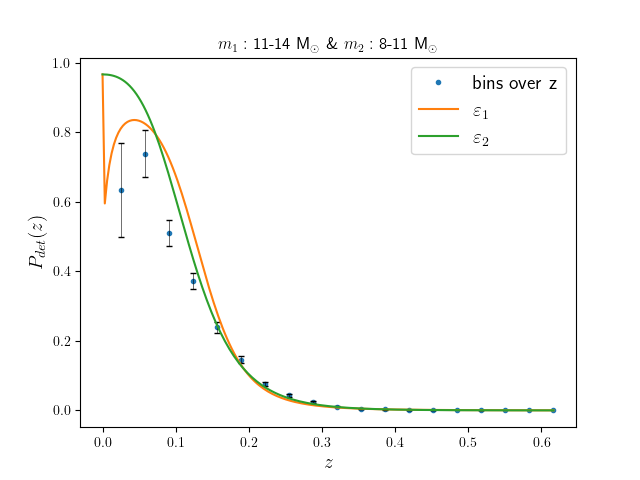 m₁ : 11-14 M⊙ & m₂ : 8-11 M⊙
1.0
0.8
0.6
0.4
0.2
0.0
P_det(z)
bins over z
ε₁
ε₂
0.0 0.1 0.2 0.3 0.4 0.5 0.6
z